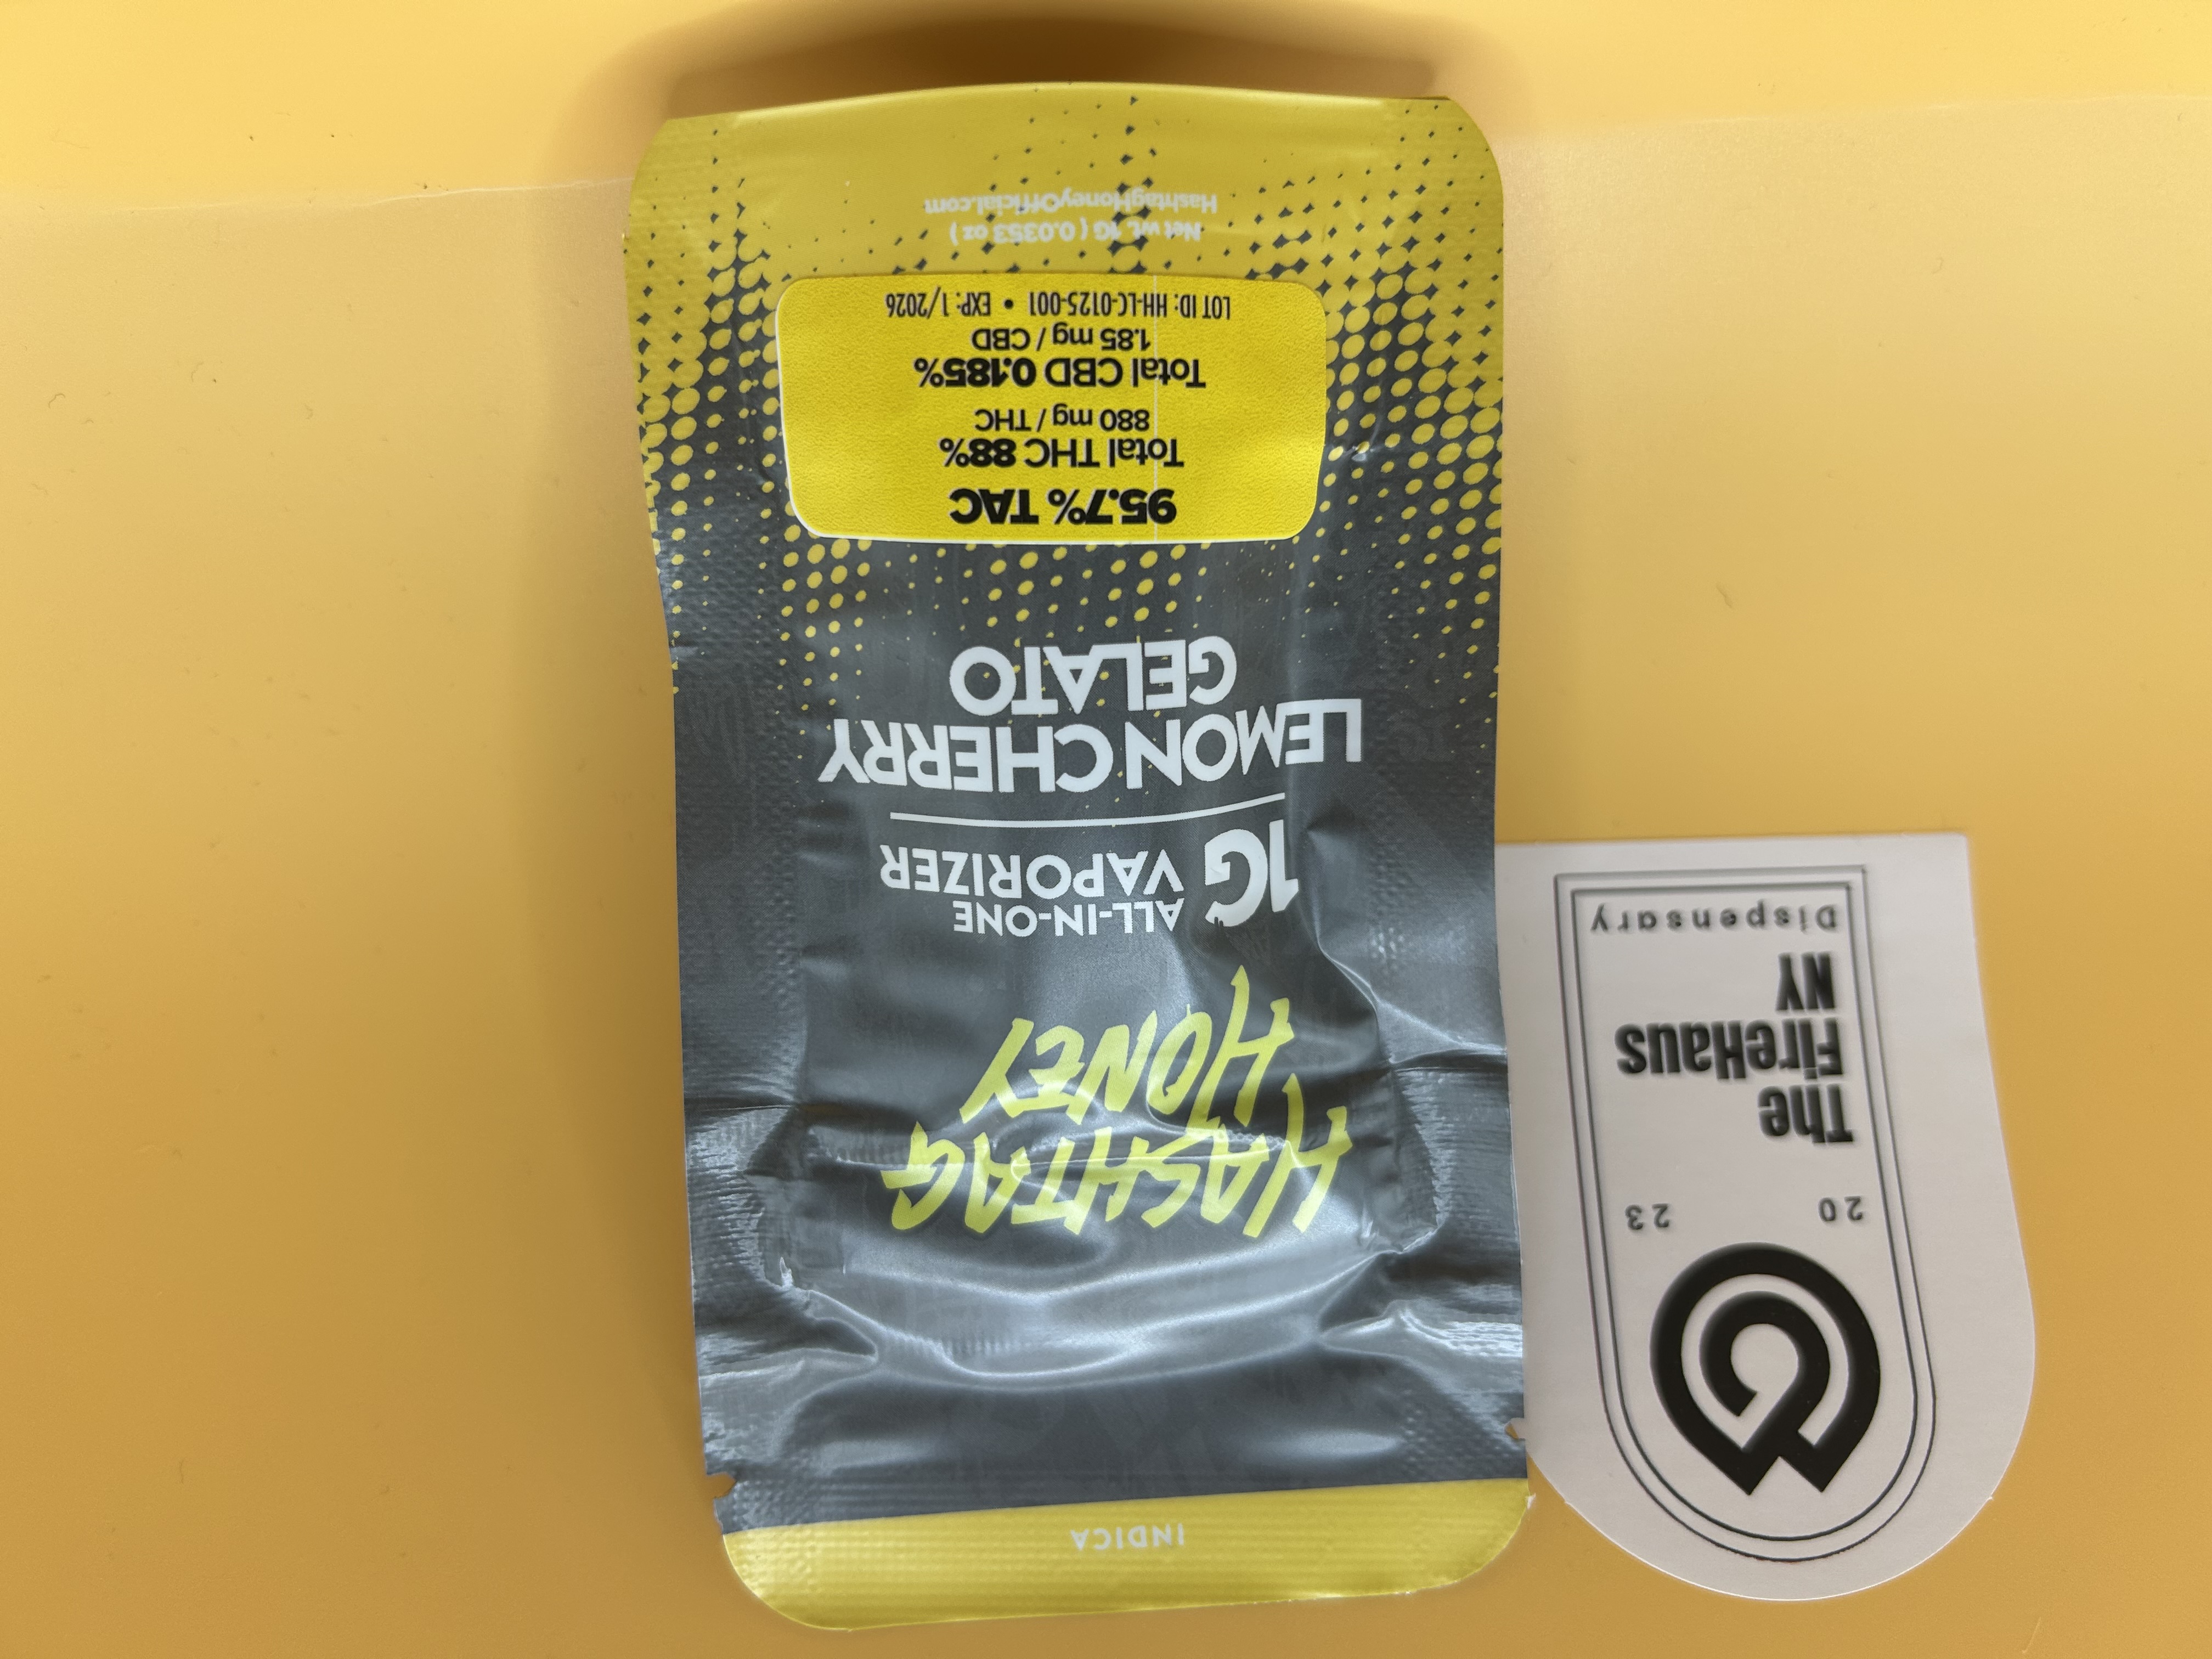 INDICA
HASHTAG
HONEY
1G ALL-IN-ONE
VAPORIZER
LEMON CHERRY
GELATO
95.7% TAC
Total THC 88%
880 mg / THC
Total CBD 0.185%
1.85 mg / CBD
LOT ID: HH-LC-0125-001 • EXP: 1/2026
Net wt. 1G ( 0.0353 oz )
HashtagHoneyOfficial.com
20 23
The
FireHaus
NY
Dispensary